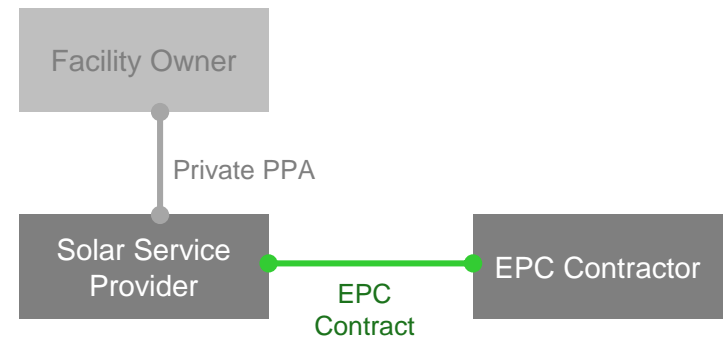 Facility Owner
Private PPA
Solar Service
Provider
EPC
Contract
EPC Contractor